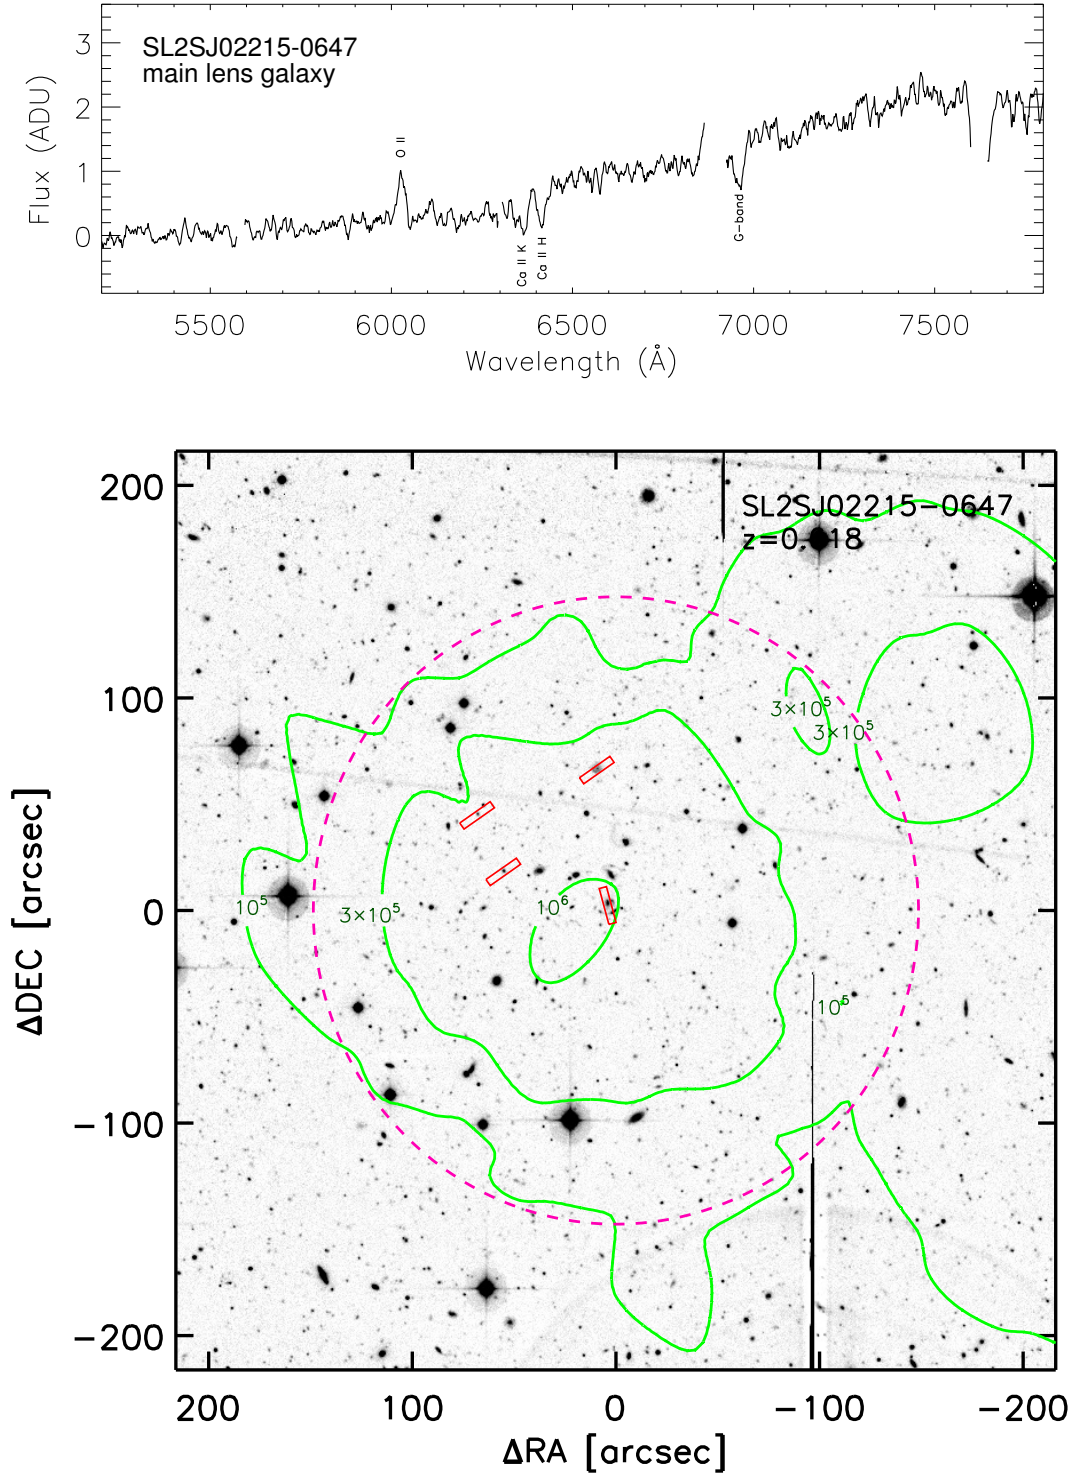 SL2SJ02215-0647
main lens galaxy
Flux (ADU)
3
2
1
0
O II
Ca II K
Ca II H
G-band
5500 6000 6500 7000 7500
Wavelength (Å)
SL2SJ02215-0647
200
100
0
-100
-200
3×10⁵
3×10⁵
10⁵
3×10⁵
10⁶
10⁵
ΔDEC [arcsec]
200 100 0 -100 -200
ΔRA [arcsec]